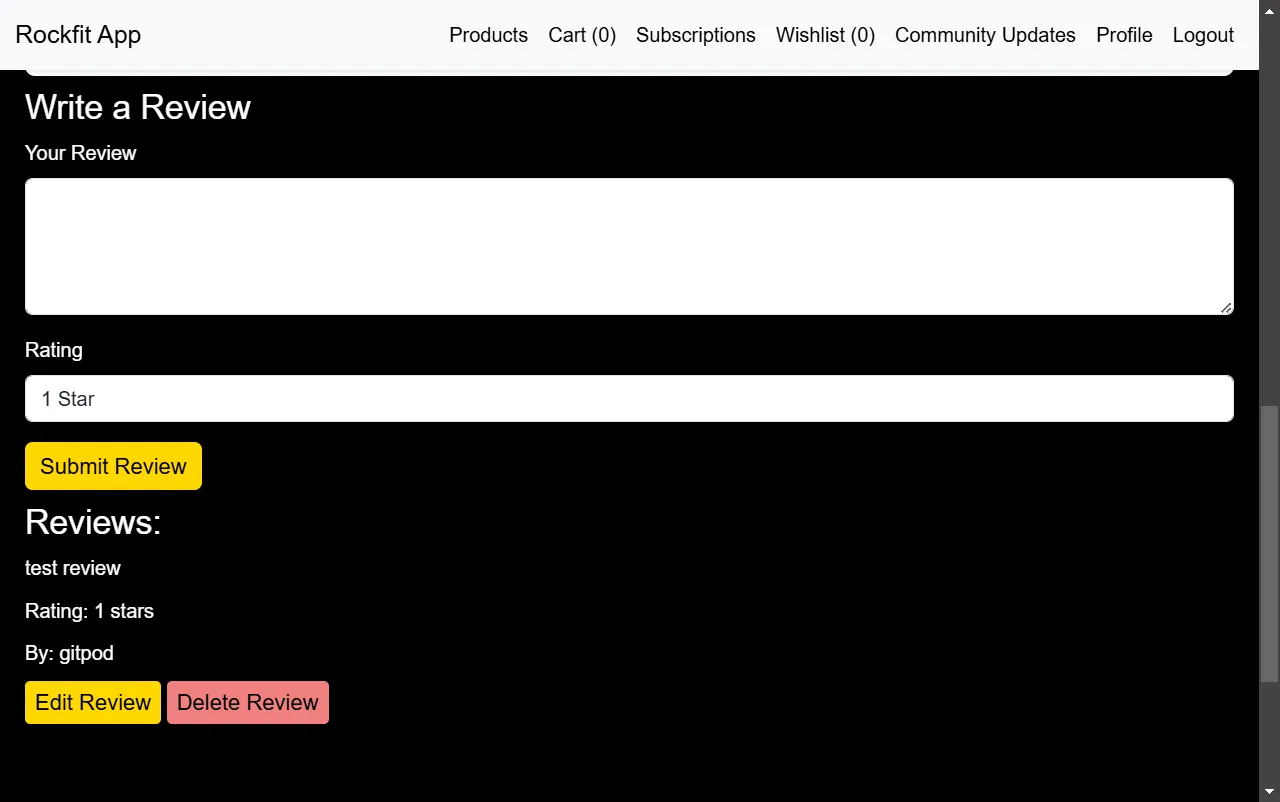 Rockfit App Products Cart (0) Subscriptions Wishlist (0) Community Updates Profile Logout
Write a Review
Your Review
Rating
1 Star
Submit Review
Reviews:
test review
Rating: 1 stars
By: gitpod
Edit Review Delete Review